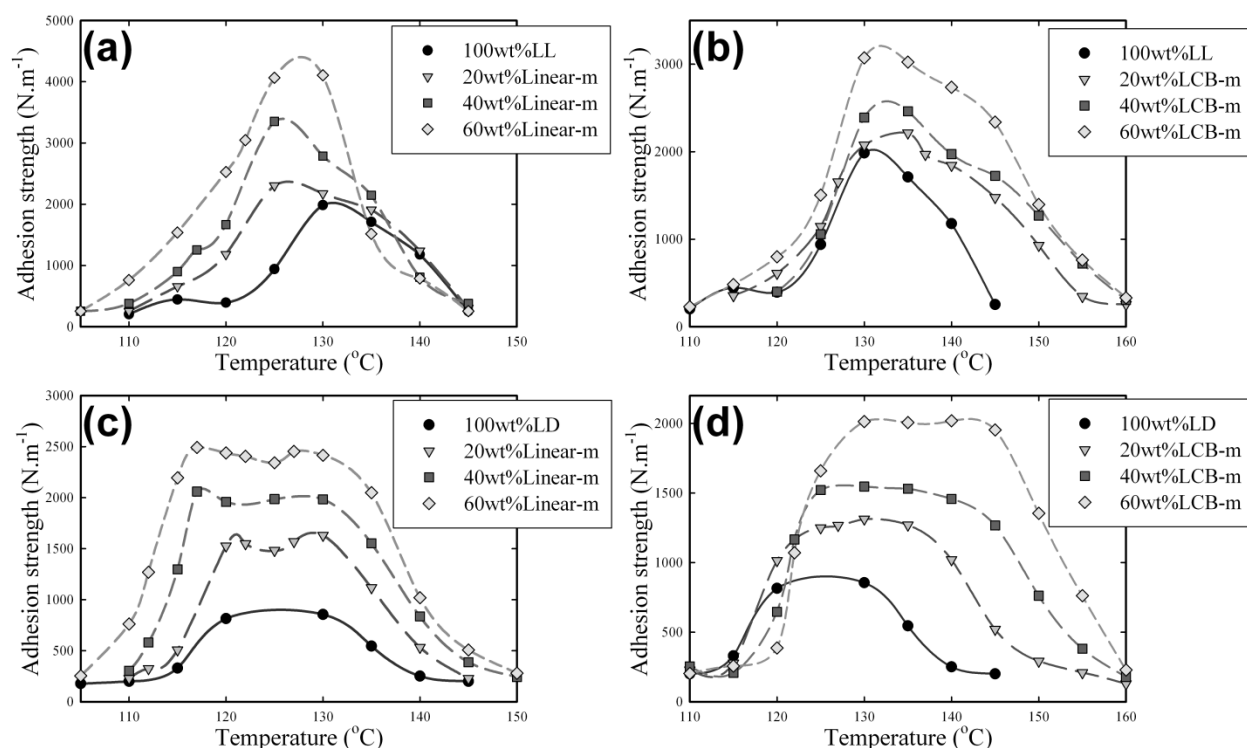 (a)
5000
4000
3000
2000
1000
0
Adhesion strength (N.m⁻¹)
110 120 130 140 150
Temperature (°C)
100wt%LL
20wt%Linear-m
40wt%Linear-m
60wt%Linear-m
(b)
3000
2000
1000
0
Adhesion strength (N.m⁻¹)
110 120 130 140 150 160
Temperature (°C)
100wt%LL
20wt%LCB-m
40wt%LCB-m
60wt%LCB-m
(c)
3000
2500
2000
1500
1000
500
0
Adhesion strength (N.m⁻¹)
110 120 130 140 150
Temperature (°C)
100wt%LD
20wt%Linear-m
40wt%Linear-m
60wt%Linear-m
(d)
2000
1500
1000
500
0
Adhesion strength (N.m⁻¹)
110 120 130 140 150 160
Temperature (°C)
100wt%LD
20wt%LCB-m
40wt%LCB-m
60wt%LCB-m